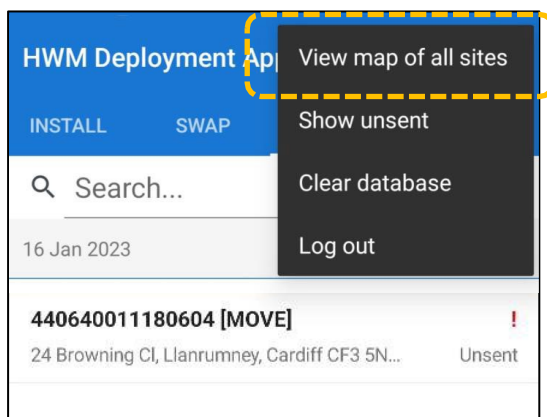 HWM Deployment App
View map of all sites
INSTALL SWAP
Show unsent
Search...
Clear database
16 Jan 2023
Log out
440640011180604 [MOVE] !
24 Browning Cl, Llanrumney, Cardiff CF3 5N... Unsent